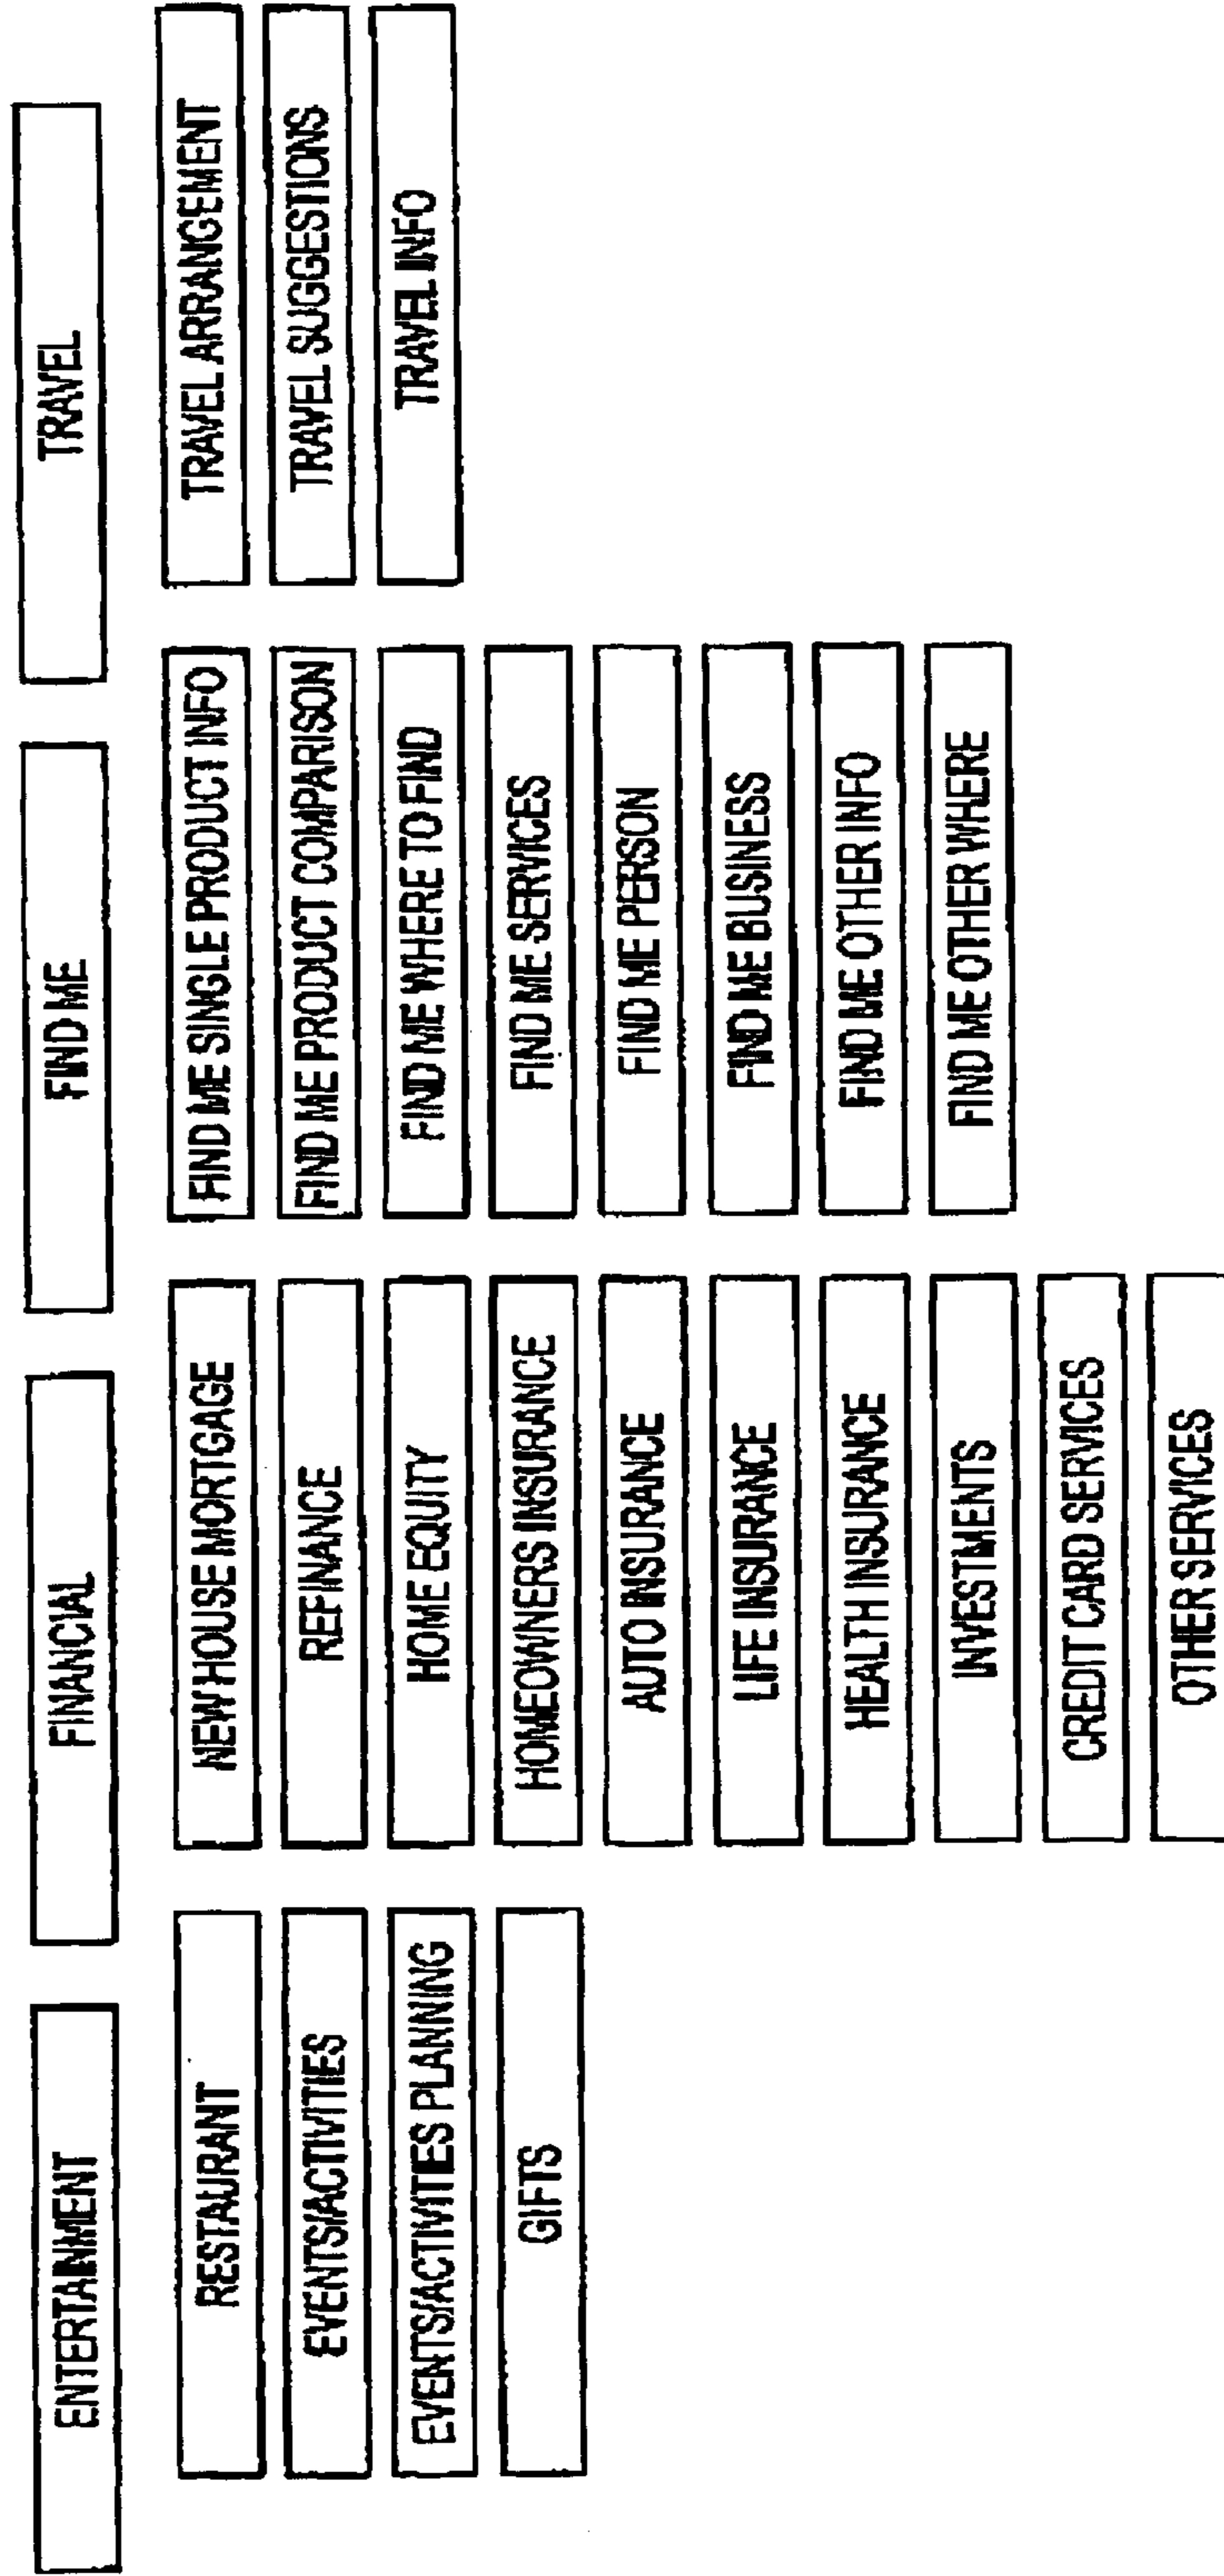 ENTERTAINMENT
FINANCIAL
FIND ME
TRAVEL
RESTAURANT
EVENTS/ACTIVITIES
EVENTS/ACTIVITIES PLANNING
GIFTS
NEW HOUSE MORTGAGE
REFINANCE
HOME EQUITY
HOMEOWNERS INSURANCE
AUTO INSURANCE
LIFE INSURANCE
HEALTH INSURANCE
INVESTMENTS
CREDIT CARD SERVICES
OTHER SERVICES
FIND ME SINGLE PRODUCT INFO
FIND ME PRODUCT COMPARISON
FIND ME WHERE TO FIND
FIND ME SERVICES
FIND ME PERSON
FIND ME BUSINESS
FIND ME OTHER INFO
FIND ME OTHER WHERE
TRAVEL ARRANGEMENT
TRAVEL SUGGESTIONS
TRAVEL INFO